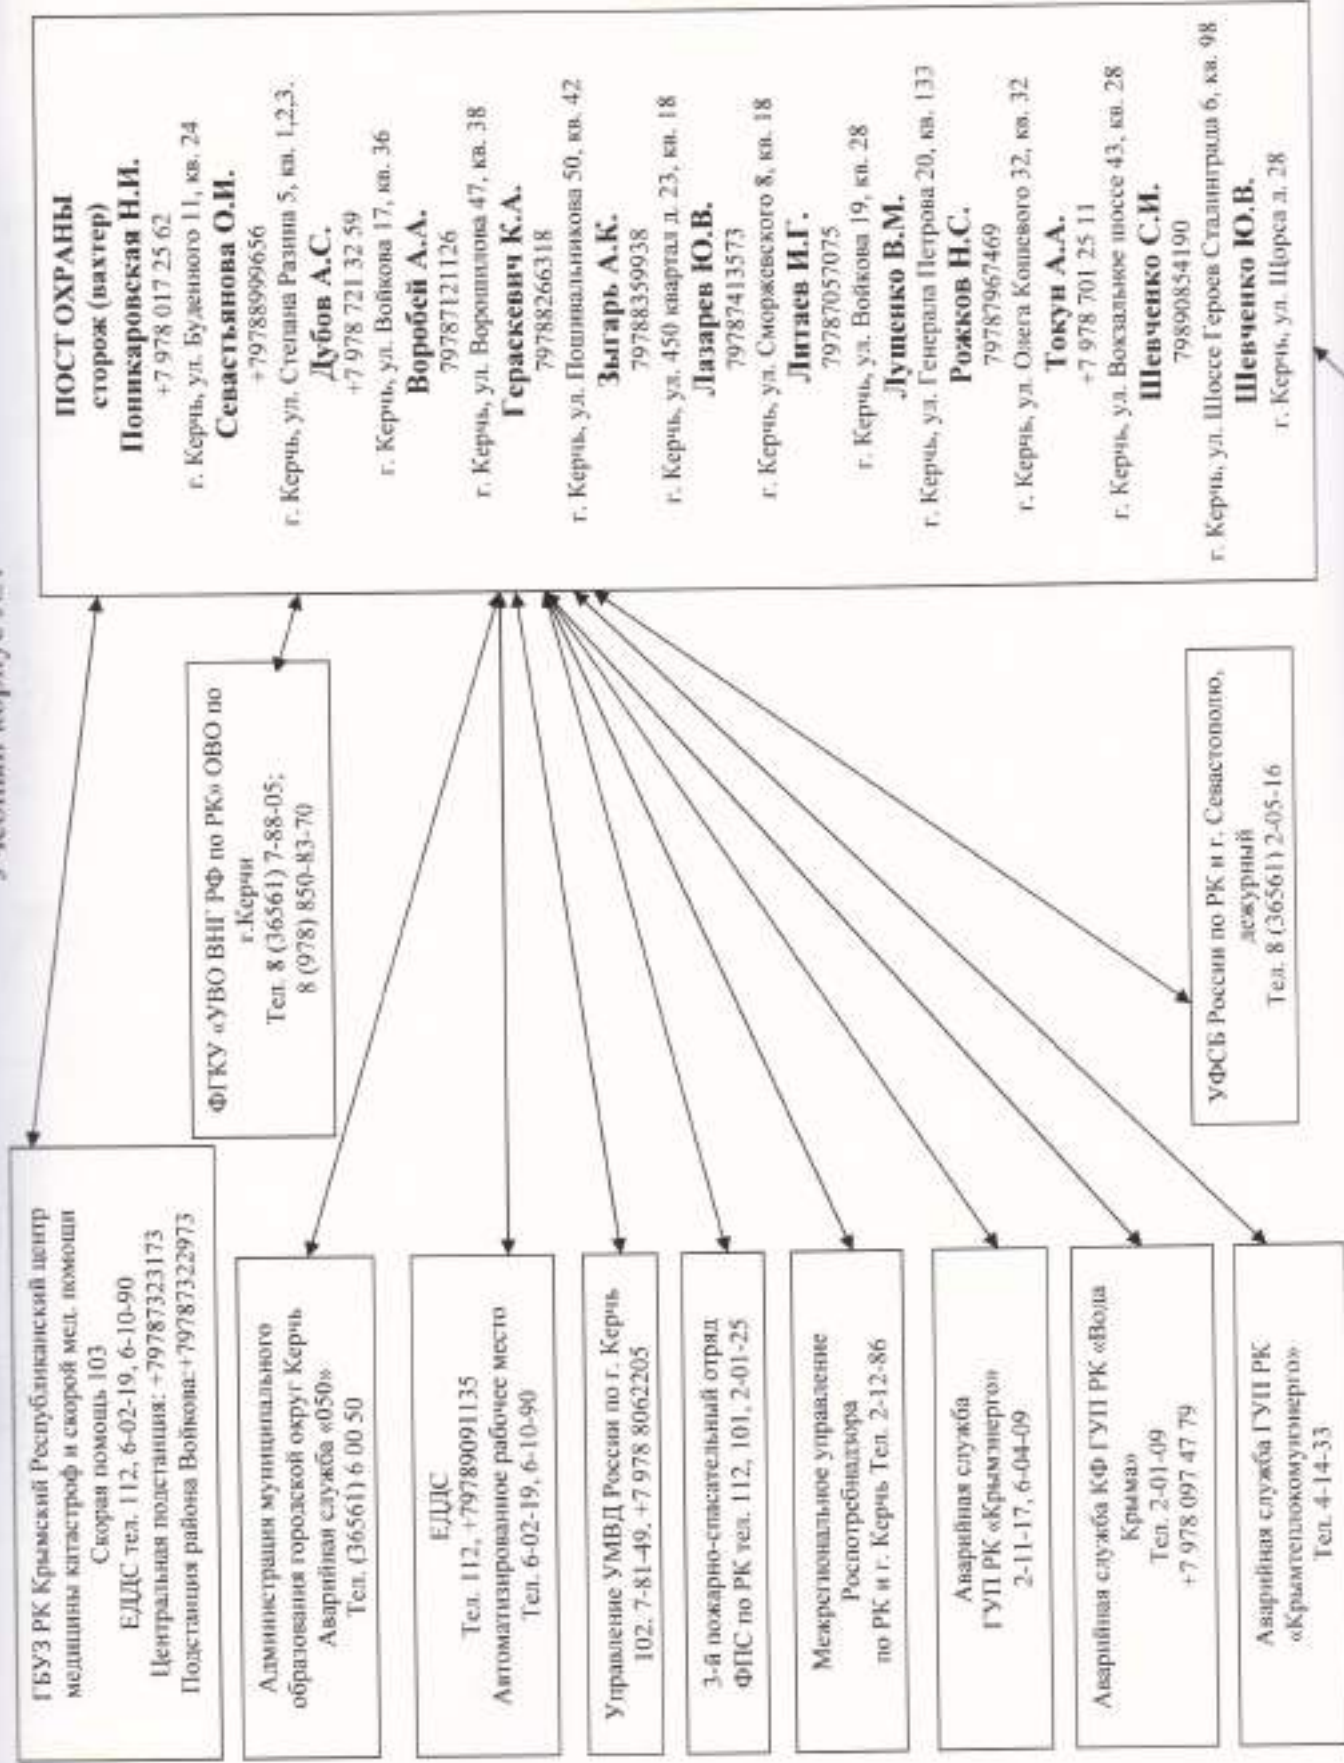 ПОСТ ОХРАНЫ
сторож (вахтер)
Поникаровская Н.И.
+7 978 017 25 62
г. Керчь, ул. Буденного 11, кв. 24
Севастьянова О.И.
+79788999656
г. Керчь, ул. Степана Разина 5, кв. 1,2,3.
Дубов А.С.
+7 978 721 32 59
г. Керчь, ул. Войкова 17, кв. 36
Воробей А.А.
79787121126
г. Керчь, ул. Ворошилова 47, кв. 38
Гераскевич К.А.
79788266318
г. Керчь, ул. Пошивальникова 50, кв. 42
Зыгарь А.К.
79788359938
г. Керчь, ул. 450 квартал д. 23, кв. 18
Лазарев Ю.В.
79787413573
г. Керчь, ул. Сморжевского 8, кв. 18
Литаев И.Г.
79787057075
г. Керчь, ул. Войкова 19, кв. 28
Лущенко В.М.
г. Керчь, ул. Генерала Петрова 20, кв. 133
Рожков Н.С.
79787967469
г. Керчь, ул. Олега Кошевого 32, кв. 32
Токун А.А.
+7 978 701 25 11
г. Керчь, ул. Вокзальное шоссе 43, кв. 28
Шевченко С.И.
79890854190
г. Керчь, ул. Шоссе Героев Сталинграда 6, кв. 98
Шевченко Ю.В.
г. Керчь, ул. Щорса д. 28
ФГКУ «УВО ВНГ РФ по РК» ОВО по
г.Керчи
Тел. 8 (36561) 7-88-05;
8 (978) 850-83-70
УФСБ России по РК и г. Севастополю,
дежурный
Тел. 8 (36561) 2-05-16
ГБУЗ РК Крымский Республиканский центр
медицины катастроф и скорой мед. помощи
Скорая помощь 103
ЕДДС тел. 112, 6-02-19, 6-10-90
Центральная подстанция: +79787323173
Подстанция района Войкова:+79787322973
Администрация муниципального
образования городской округ Керчь
Аварийная служба «050»
Тел. (36561) 6 00 50
ЕДДС
Тел. 112, +79789091135
Автоматизированное рабочее место
Тел. 6-02-19, 6-10-90
Управление УМВД России по г. Керчь
102. 7-81-49, +7 978 8062205
3-й пожарно-спасательный отряд
ФПС по РК тел. 112, 101, 2-01-25
Межрегиональное управление
Роспотребнадзора
по РК и г. Керчь Тел. 2-12-86
Аварийная служба
ГУП РК «Крымэнерго»
2-11-17, 6-04-09
Аварийная служба КФ ГУП РК «Вода
Крыма»
Тел. 2-01-09
+7 978 097 47 79
Аварийная служба ГУП РК
«Крымтеплокомунэнерго»
Тел. 4-14-33